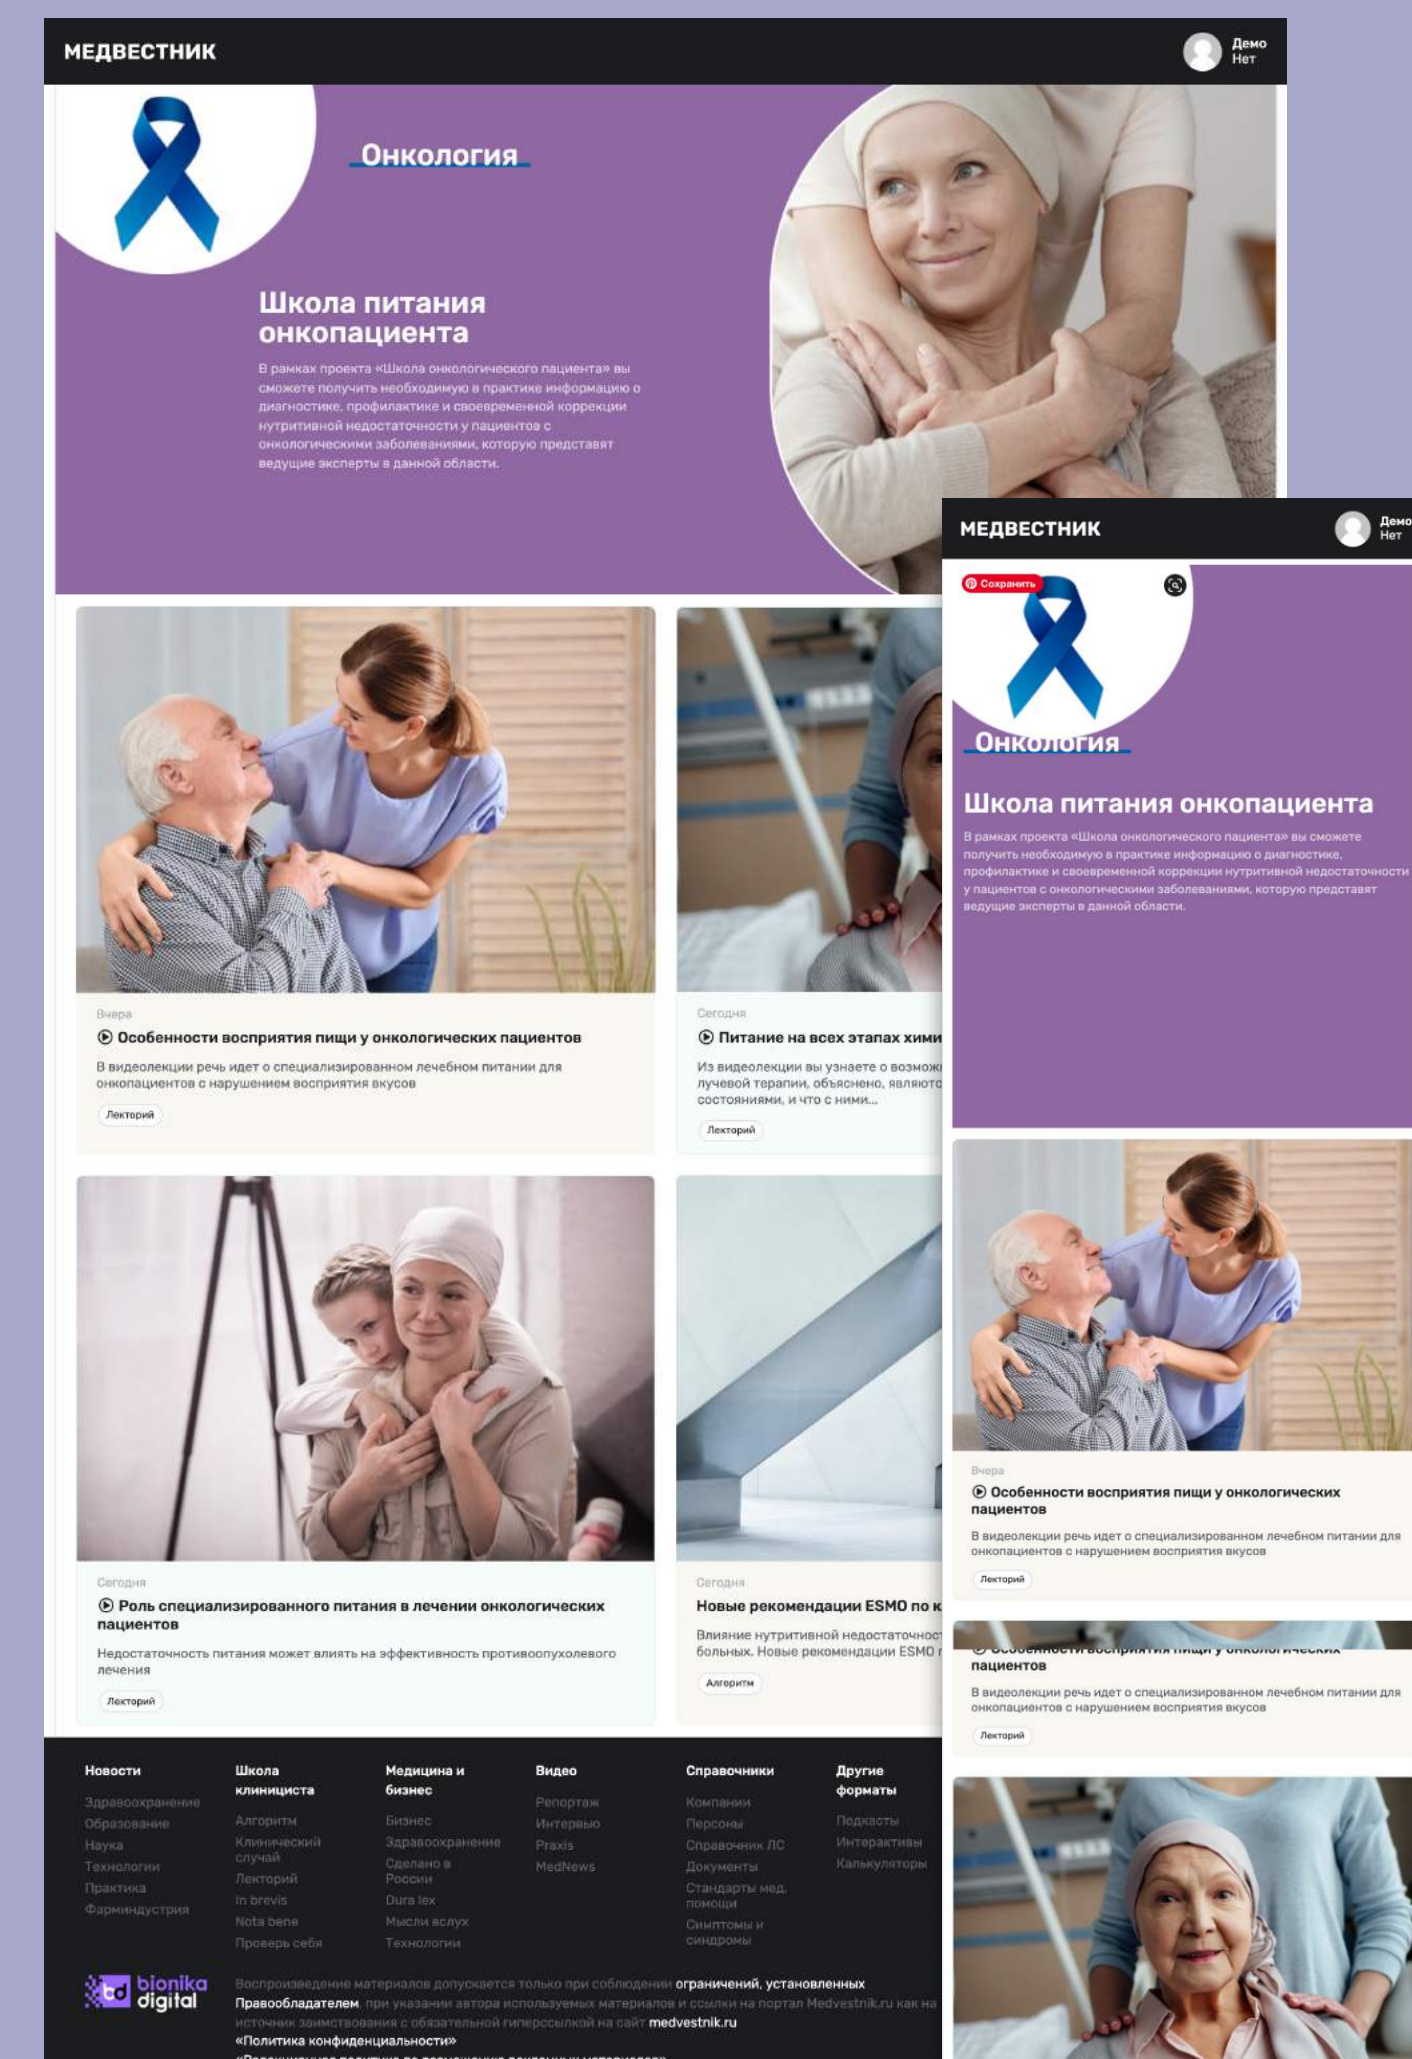 МЕДВЕСТНИК
Демо
Нет
Онкология
Школа питания
онкопациента
В рамках проекта «Школа онкологического пациента» вы
сможете получить необходимую в практике информацию о
диагностике, профилактике и своевременной коррекции
нутритивной недостаточности у пациентов с
онкологическими заболеваниями, которую представят
ведущие эксперты в данной области.
Вчера
Особенности восприятия пищи у онкологических пациентов
В видеолекции речь идет о специализированном лечебном питании для
онкопациентов с нарушением восприятия вкусов
Лекторий
Сегодня
Питание на всех этапах хими
Из видеолекции вы узнаете о возмож
лучевой терапии, объяснено, являютс
состояниями, и что с ними...
Лекторий
Сегодня
Роль специализированного питания в лечении онкологических
пациентов
Недостаточность питания может влиять на эффективность противоопухолевого
лечения
Лекторий
Сегодня
Новые рекомендации ESMO по к
Влияние нутритивной недостаточност
больных. Новые рекомендации ESMO п
Алгоритм
Новости
Здравоохранение
Образование
Наука
Технологии
Практика
Фарминдустрия
Школа
клинициста
Алгоритм
Клинический
случай
Лекторий
In brevis
Nota bene
Проверь себя
Медицина и
бизнес
Бизнес
Здравоохранение
Сделано в
России
Dura lex
Мысли вслух
Технологии
Видео
Репортаж
Интервью
Praxis
MedNews
Справочники
Компании
Персоны
Справочник ЛС
Документы
Стандарты мед.
помощи
Симптомы и
синдромы
Другие
форматы
Подкасты
Интерактивы
Калькуляторы
bd bionika
digital
Воспроизведение материалов допускается только при соблюдении ограничений, установленных
Правообладателем, при указании автора используемых материалов и ссылки на портал Medvestnik.ru как на
источник заимствования с обязательной гиперссылкой на сайт medvestnik.ru
«Политика конфиденциальности»
МЕДВЕСТНИК
Демо
Нет
Сохранить
Онкология
Школа питания онкопациента
В рамках проекта «Школа онкологического пациента» вы сможете
получить необходимую в практике информацию о диагностике,
профилактике и своевременной коррекции нутритивной недостаточности
у пациентов с онкологическими заболеваниями, которую представят
ведущие эксперты в данной области.
Вчера
Особенности восприятия пищи у онкологических
пациентов
В видеолекции речь идет о специализированном лечебном питании для
онкопациентов с нарушением восприятия вкусов
Лекторий
Особенности восприятия пищи у онкологических
пациентов
В видеолекции речь идет о специализированном лечебном питании для
онкопациентов с нарушением восприятия вкусов
Лекторий